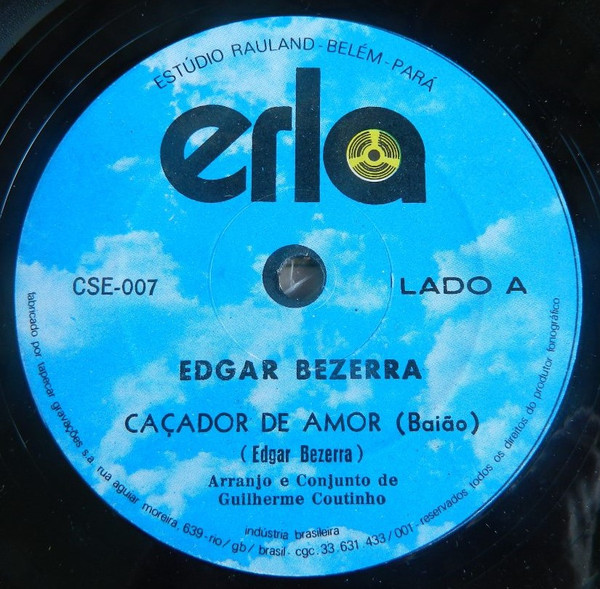 ESTÚDIO RAULAND-BELÉM-PARÁ
erla
CSE-007
LADO A
EDGAR BEZERRA
CAÇADOR DE AMOR (Baião)
(Edgar Bezerra)
Arranjo e Conjunto de
Guilherme Coutinho
indústria brasileira
fabricado por tapecar gravações s.a. rua aguiar moreira, 639-rio/gb/brasil-cgc.33.631.433/001-reservados todos os direitos do produtor fonográfico